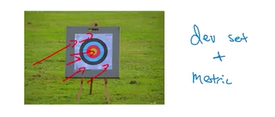 dev set
+
metric